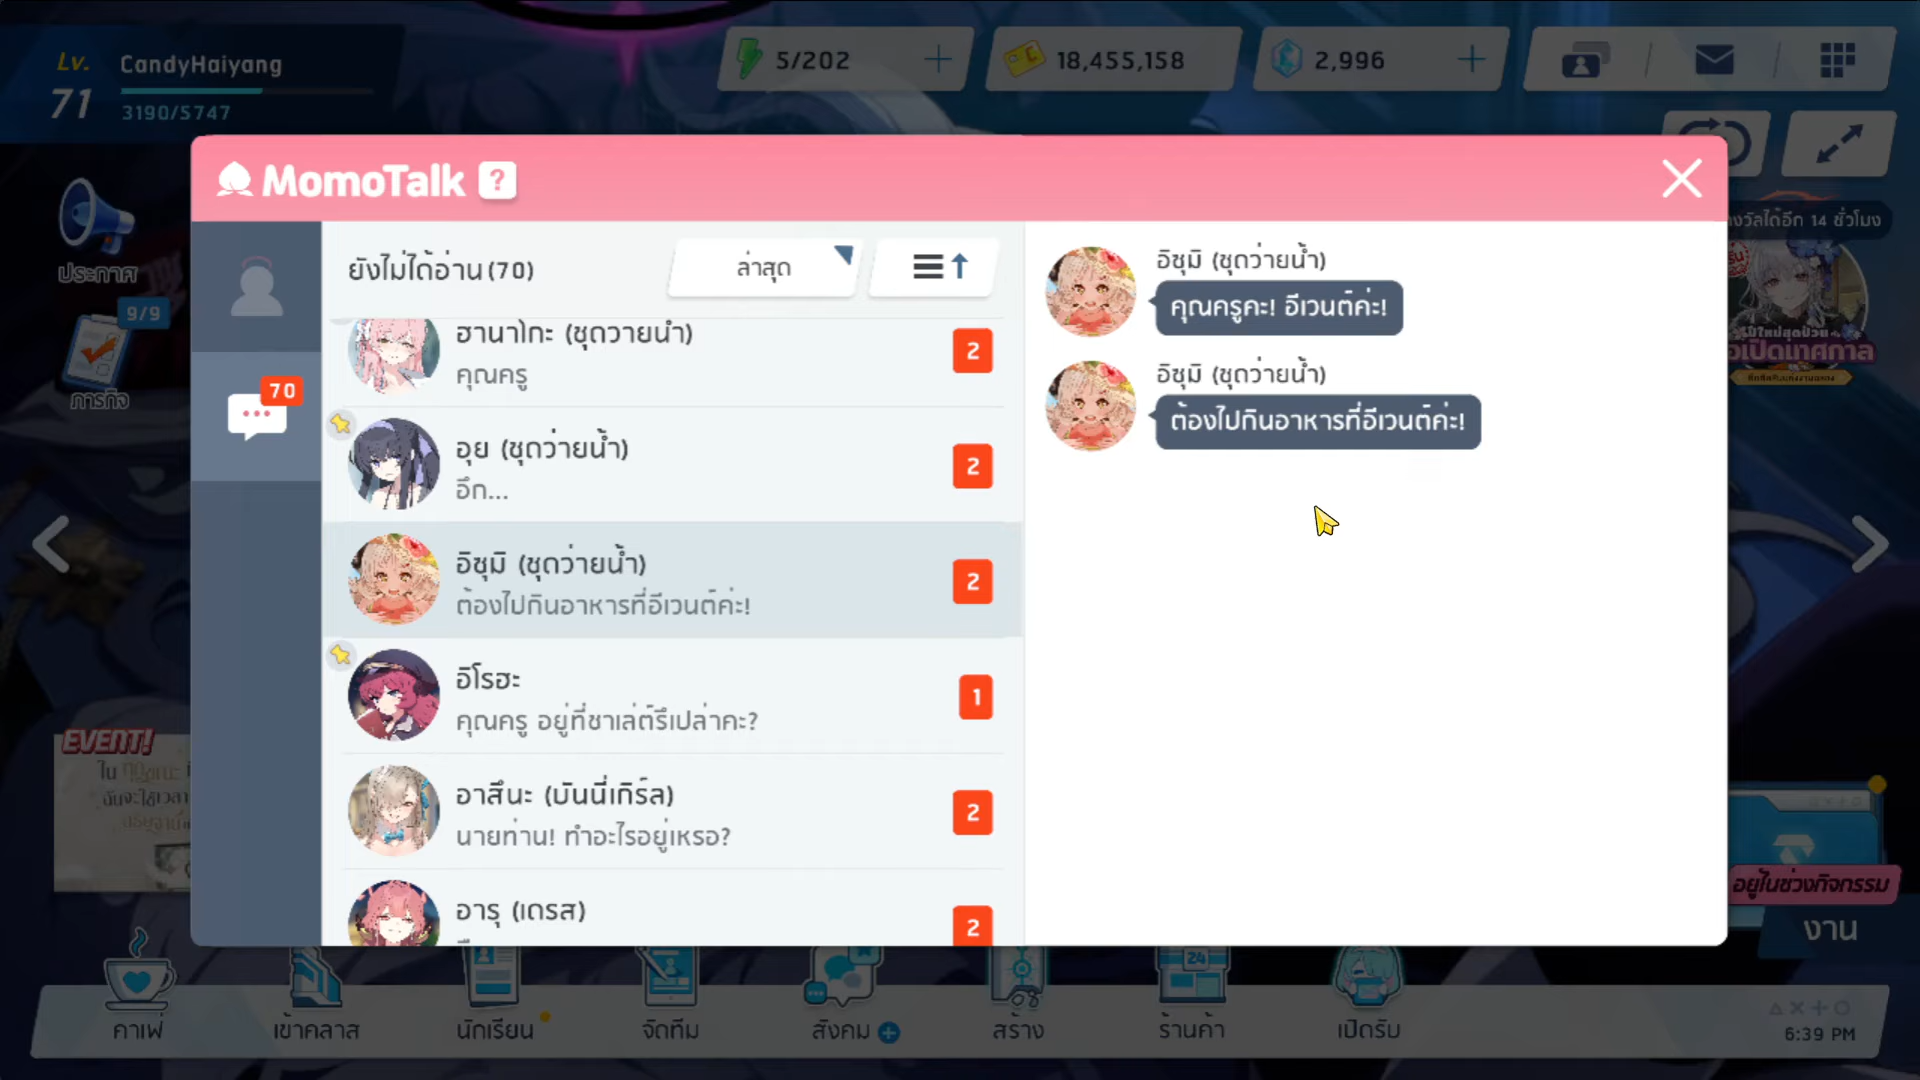 Lv.
71
CandyHaiyang
3190/5747
5/202
18,455,158
2,996
ประกาศ
9/9
ภารกิจ
MomoTalk ?
70
ยังไม่ได้อ่าน(70)
ล่าสุด
ฮานาโกะ (ชุดว่ายน้ำ)
คุณครู
2
อุย (ชุดว่ายน้ำ)
อึก...
2
อิซุมิ (ชุดว่ายน้ำ)
ต้องไปกินอาหารที่อีเวนต์ค่ะ!
2
อิโรฮะ
คุณครู อยู่ที่ชาเล่ต์รึเปล่าคะ?
1
อาสึนะ (บันนี่เกิร์ล)
นายท่าน! ทำอะไรอยู่เหรอ?
2
อารุ (เดรส)
2
อิซุมิ (ชุดว่ายน้ำ)
คุณครูคะ! อีเวนต์ค่ะ!
อิซุมิ (ชุดว่ายน้ำ)
ต้องไปกินอาหารที่อีเวนต์ค่ะ!
งวัลได้อีก 14 ชั่วโมง
EVENT!
อยู่ในช่วงกิจกรรม
งาน
คาเฟ่
เข้าคลาส
นักเรียน
จัดทีม
สังคม
สร้าง
24
ร้านค้า
เปิดรับ
6:39 PM